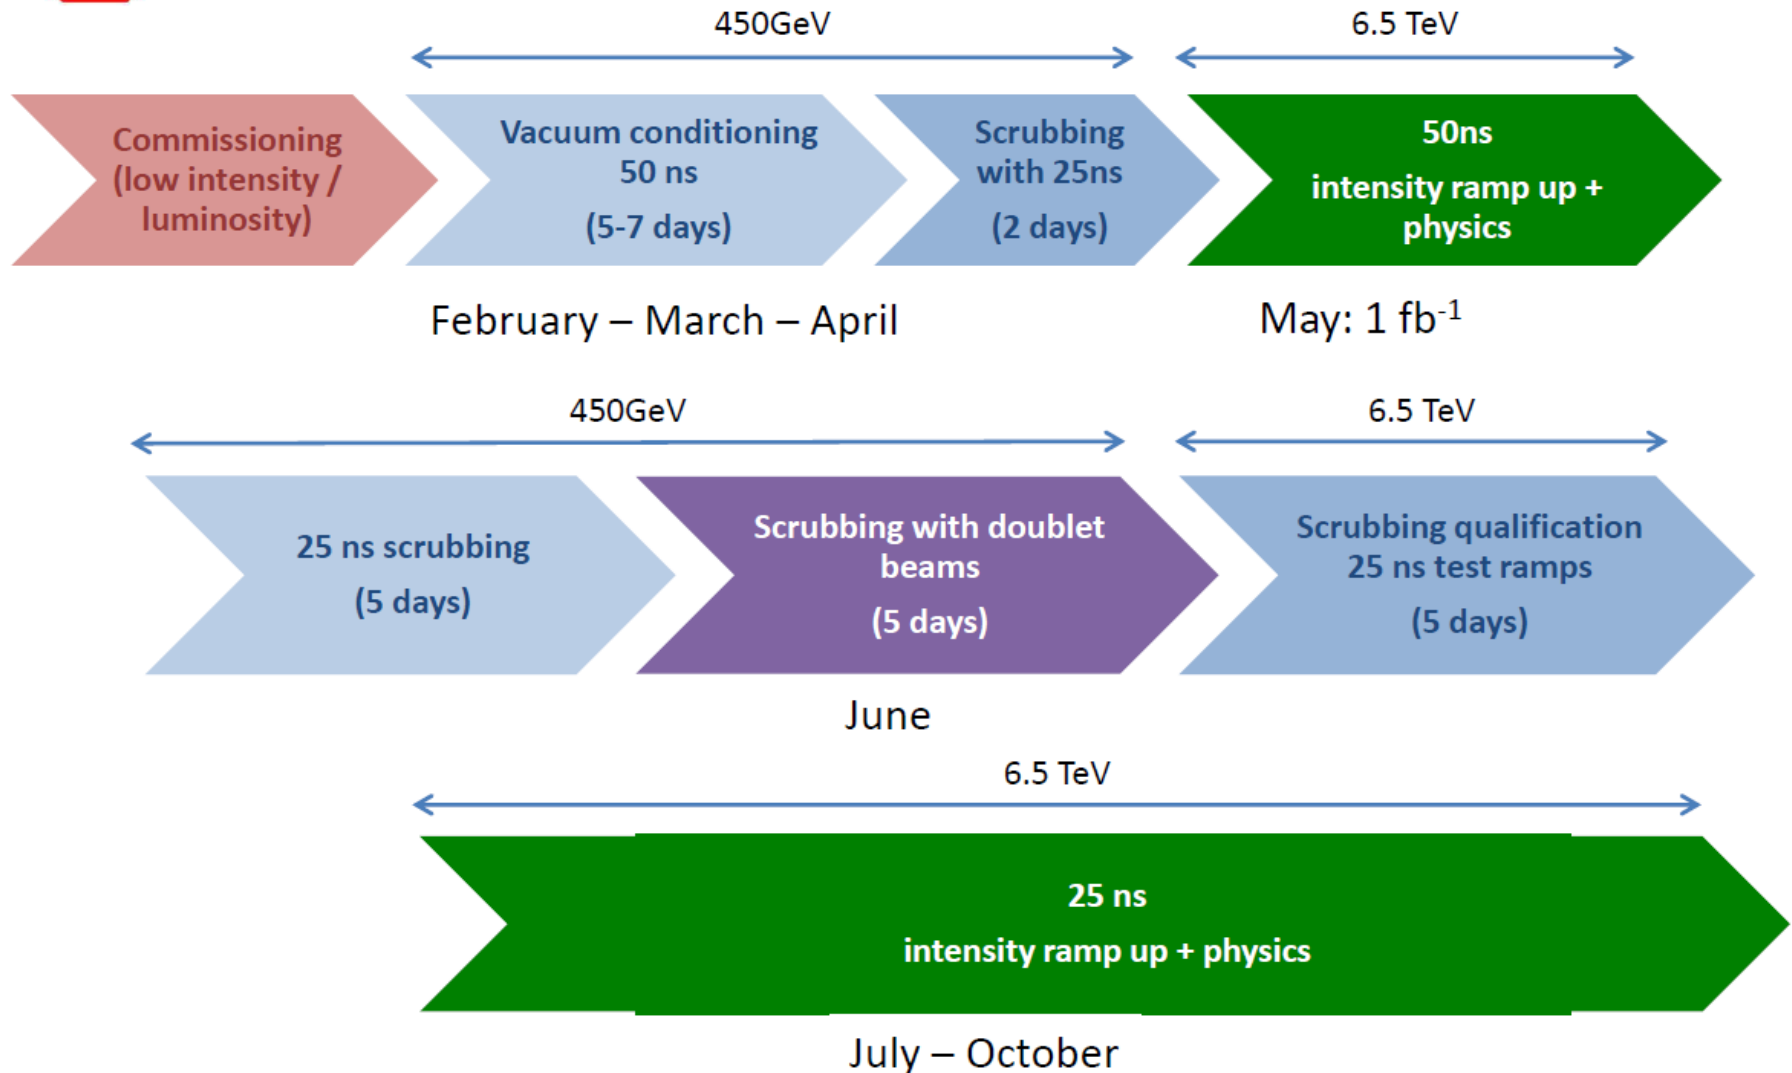 450GeV
6.5 TeV
Commissioning
(low intensity /
luminosity)
Vacuum conditioning
50 ns
(5-7 days)
Scrubbing
with 25ns
(2 days)
50ns
intensity ramp up +
physics
February – March – April
May: 1 fb⁻¹
450GeV
6.5 TeV
25 ns scrubbing
(5 days)
Scrubbing with doublet
beams
(5 days)
Scrubbing qualification
25 ns test ramps
(5 days)
June
6.5 TeV
25 ns
intensity ramp up + physics
July – October